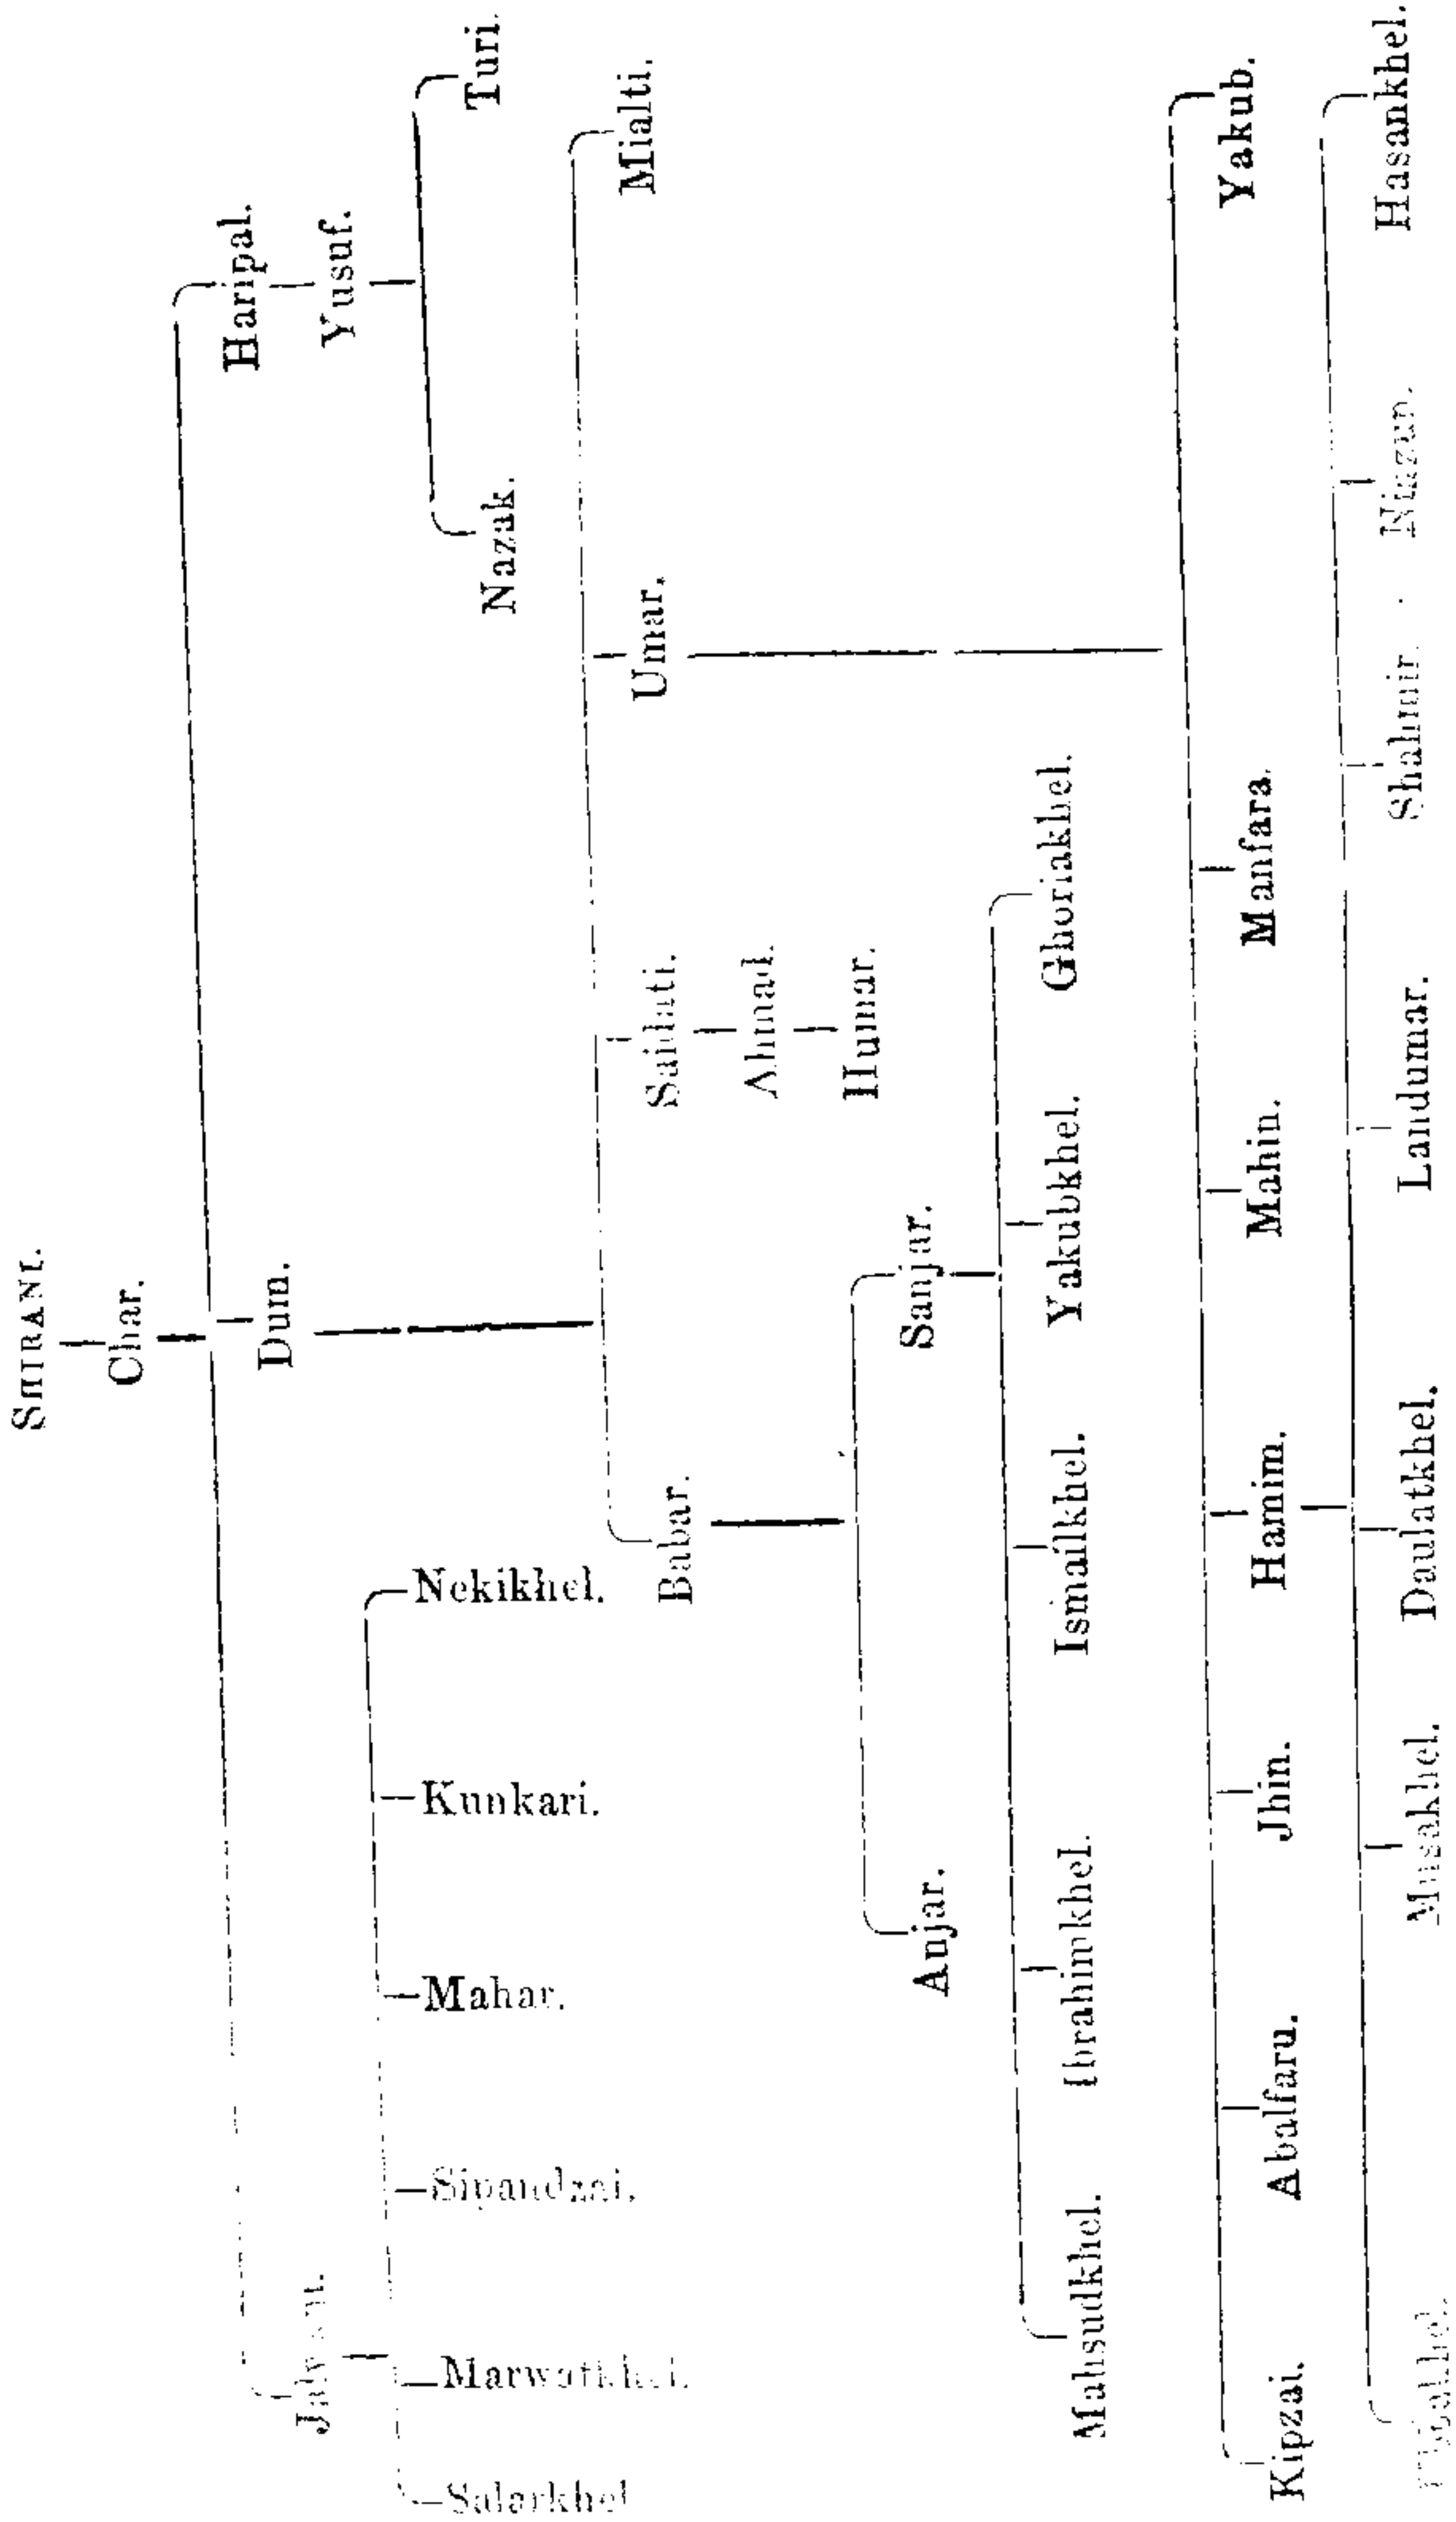 SHIRANI.
Char.
Dum. Haripal.
Yusuf.
Nekikhel. Kunkari. Mahar. Sipandzai. Marwatkhel. Salarkhel
Nazak. Turi.
Babar. Saidati. Umar. Mialti.
Ahmad.
Humar.
Anjar. Sanjar.
Mahsudkhel. Ibrahimkhel. Ismailkhel. Yakubkhel. Ghoriakhel.
Kipzai. Abalfaru. Jhin. Hamim. Mahin. Manfara. Yakub.
Musakhel. Daulatkhel. Landumar. Shahmir. Niazun. Hasankhel.